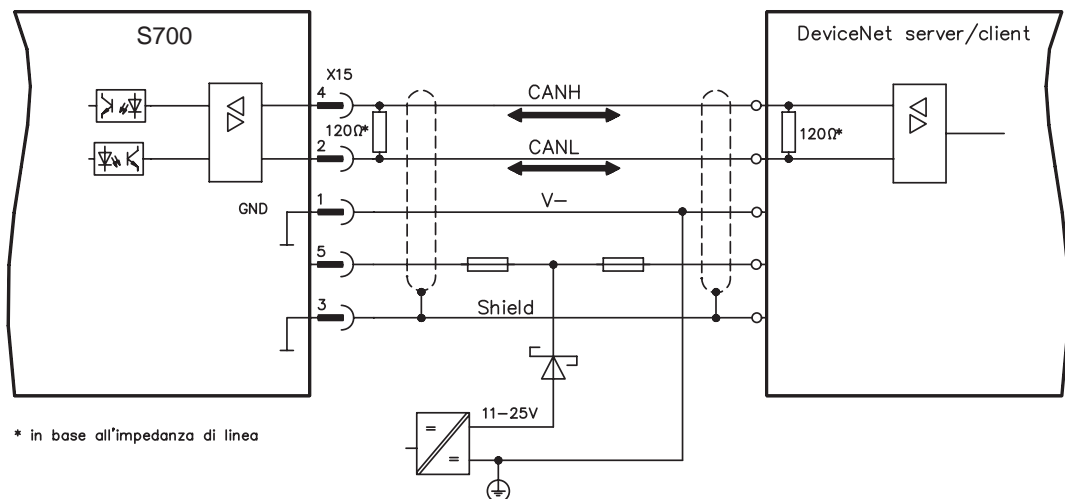 S700
DeviceNet server/client
X15
4
CANH
120Ω*
120Ω*
2
CANL
GND
1
V–
5
3
Shield
11–25V
* in base all'impedanza di linea